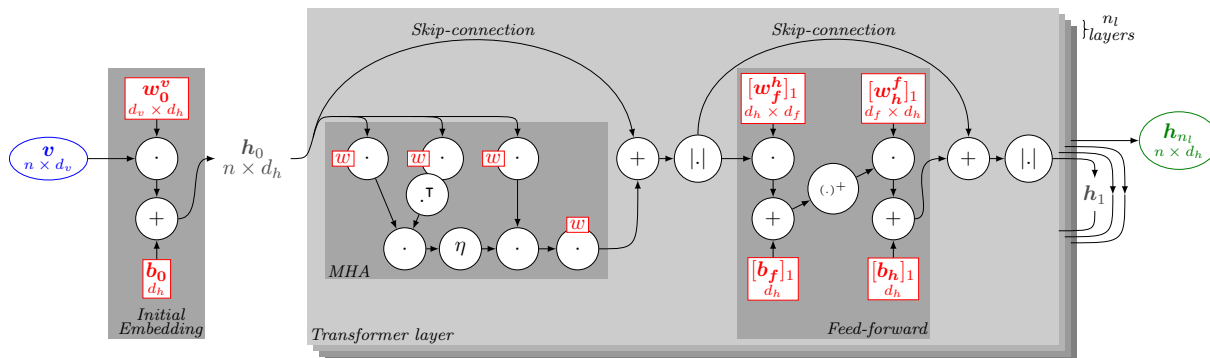 v
n × d_v
w_0^v
d_v × d_h
·
+
b_0
d_h
Initial
Embedding
h_0
n × d_h
Skip-connection
w
·
w
·
w
·
.ᵀ
·
η
·
w
·
MHA
+
|.|
Skip-connection
[w_f^h]_1
d_h × d_f
·
+
[b_f]_1
d_h
(.)^+
[w_h^f]_1
d_f × d_h
·
+
[b_h]_1
d_h
Feed-forward
+
|.|
Transformer layer
}n_l
layers
h_{n_l}
n × d_h
h_1